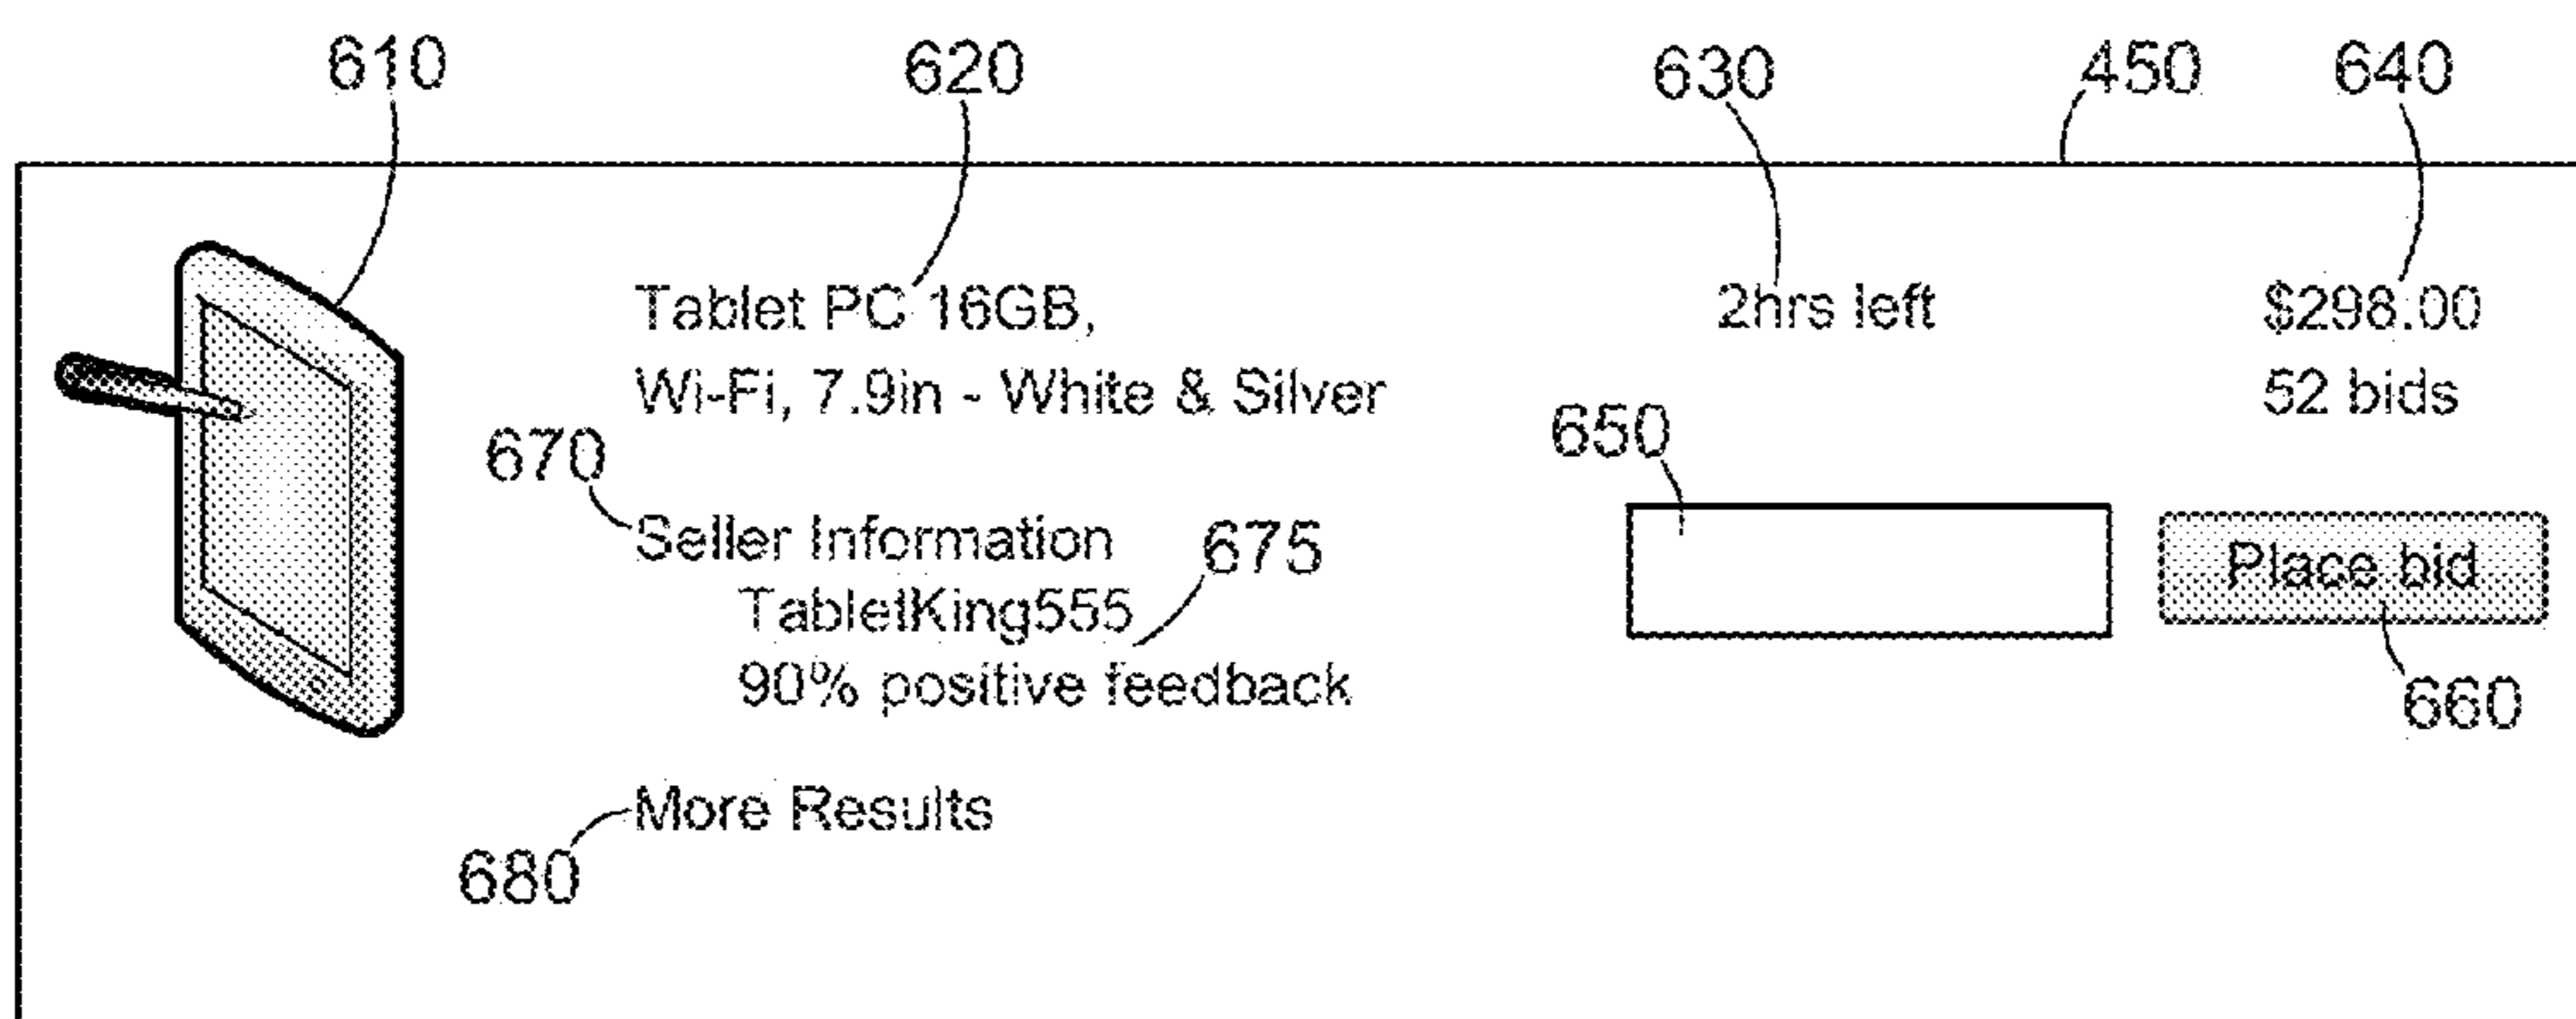 610 620 630 450 640
Tablet PC 16GB,
Wi-Fi, 7.9in - White & Silver
2hrs left
$298.00
52 bids
670
Seller Information
675
TabletKing555
90% positive feedback
650
Place bid
660
More Results
680